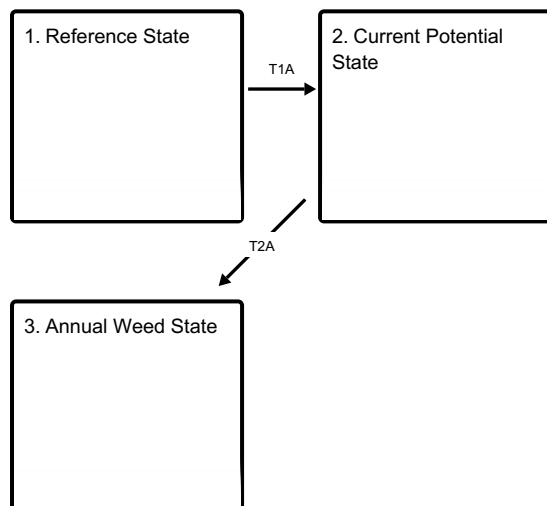 1. Reference State
T1A
2. Current Potential
State
T2A
3. Annual Weed State